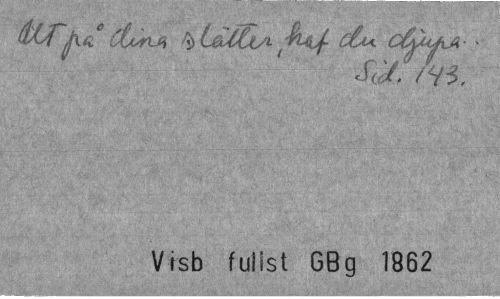 Ut på dina slätter, haf du djupa..
Sid. 143.
Visb fullst GBg 1862